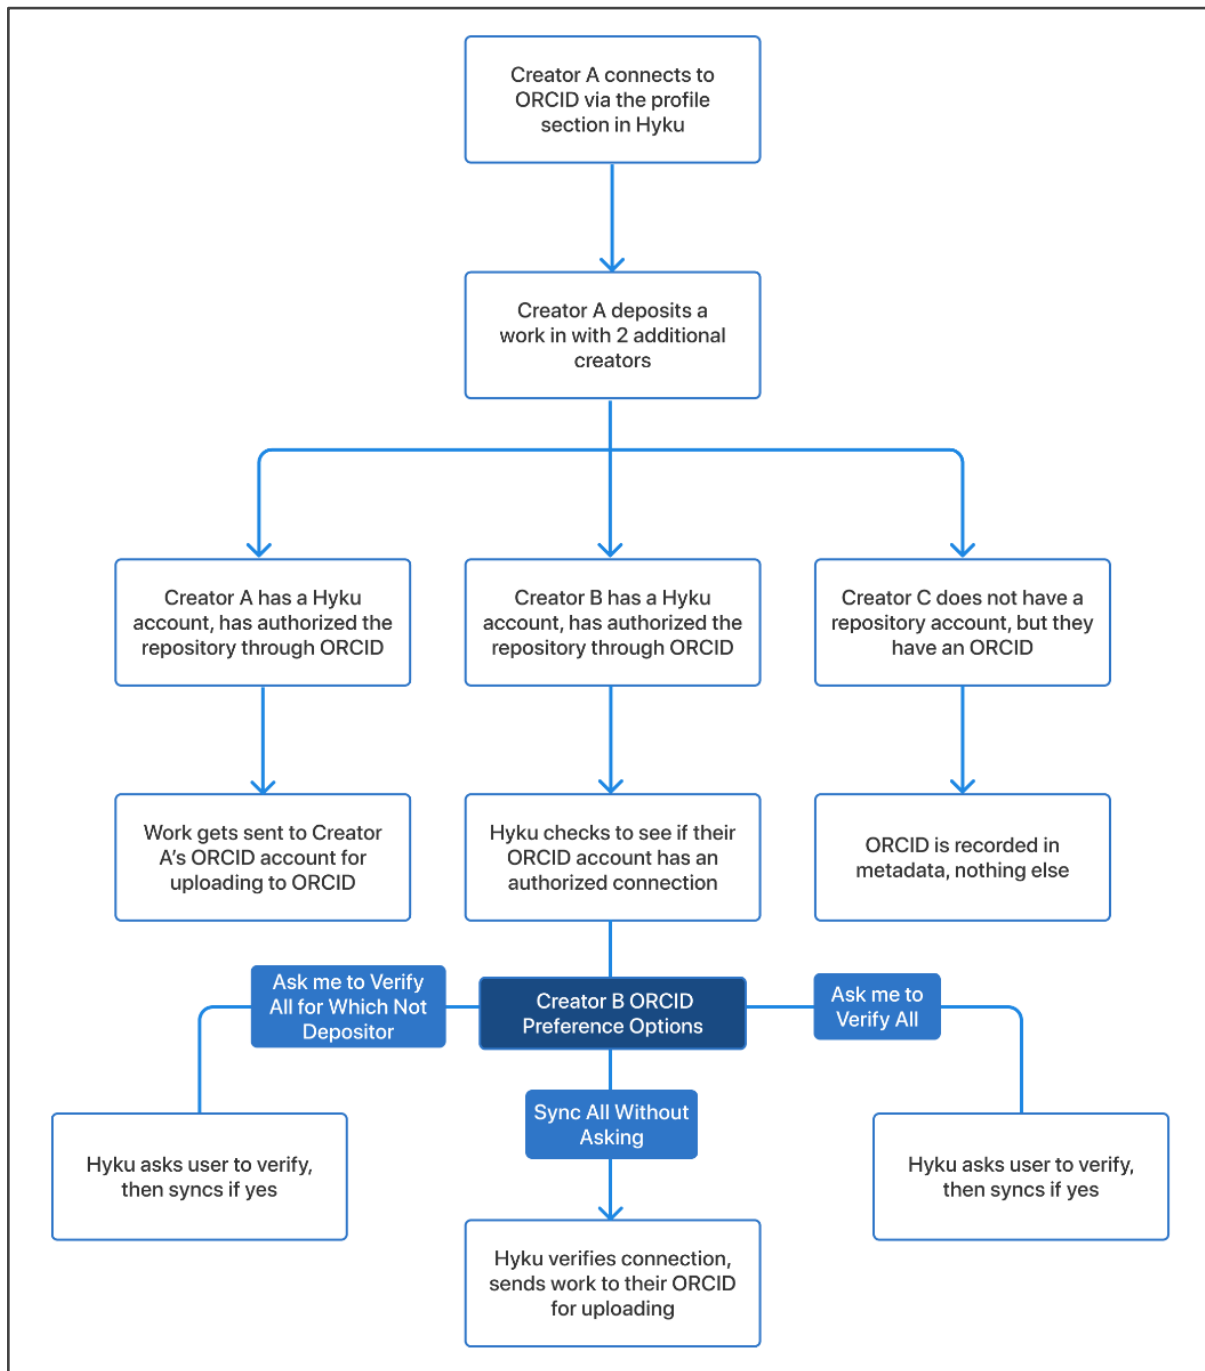 Creator A connects to
ORCID via the profile
section in Hyku
Creator A deposits a
work in with 2 additional
creators
Creator A has a Hyku
account, has authorized the
repository through ORCID
Creator B has a Hyku
account, has authorized the
repository through ORCID
Creator C does not have a
repository account, but they
have an ORCID
Work gets sent to Creator
A's ORCID account for
uploading to ORCID
Hyku checks to see if their
ORCID account has an
authorized connection
ORCID is recorded in
metadata, nothing else
Ask me to Verify
All for Which Not
Depositor
Creator B ORCID
Preference Options
Ask me to
Verify All
Sync All Without
Asking
Hyku asks user to verify,
then syncs if yes
Hyku asks user to verify,
then syncs if yes
Hyku verifies connection,
sends work to their ORCID
for uploading